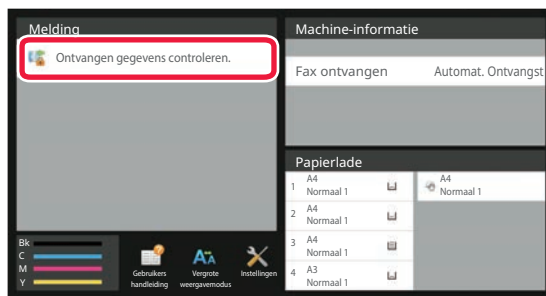 Melding
Ontvangen gegevens controleren.
Machine-informatie
Fax ontvangen Automat. Ontvangst
Papierlade
1 A4
Normaal 1
A4
Normaal 1
2 A4
Normaal 1
3 A4
Normaal 1
4 A3
Normaal 1
Bk
C
M
Y
Gebruikers
handleiding
Vergrote
weergavemodus
Instellingen